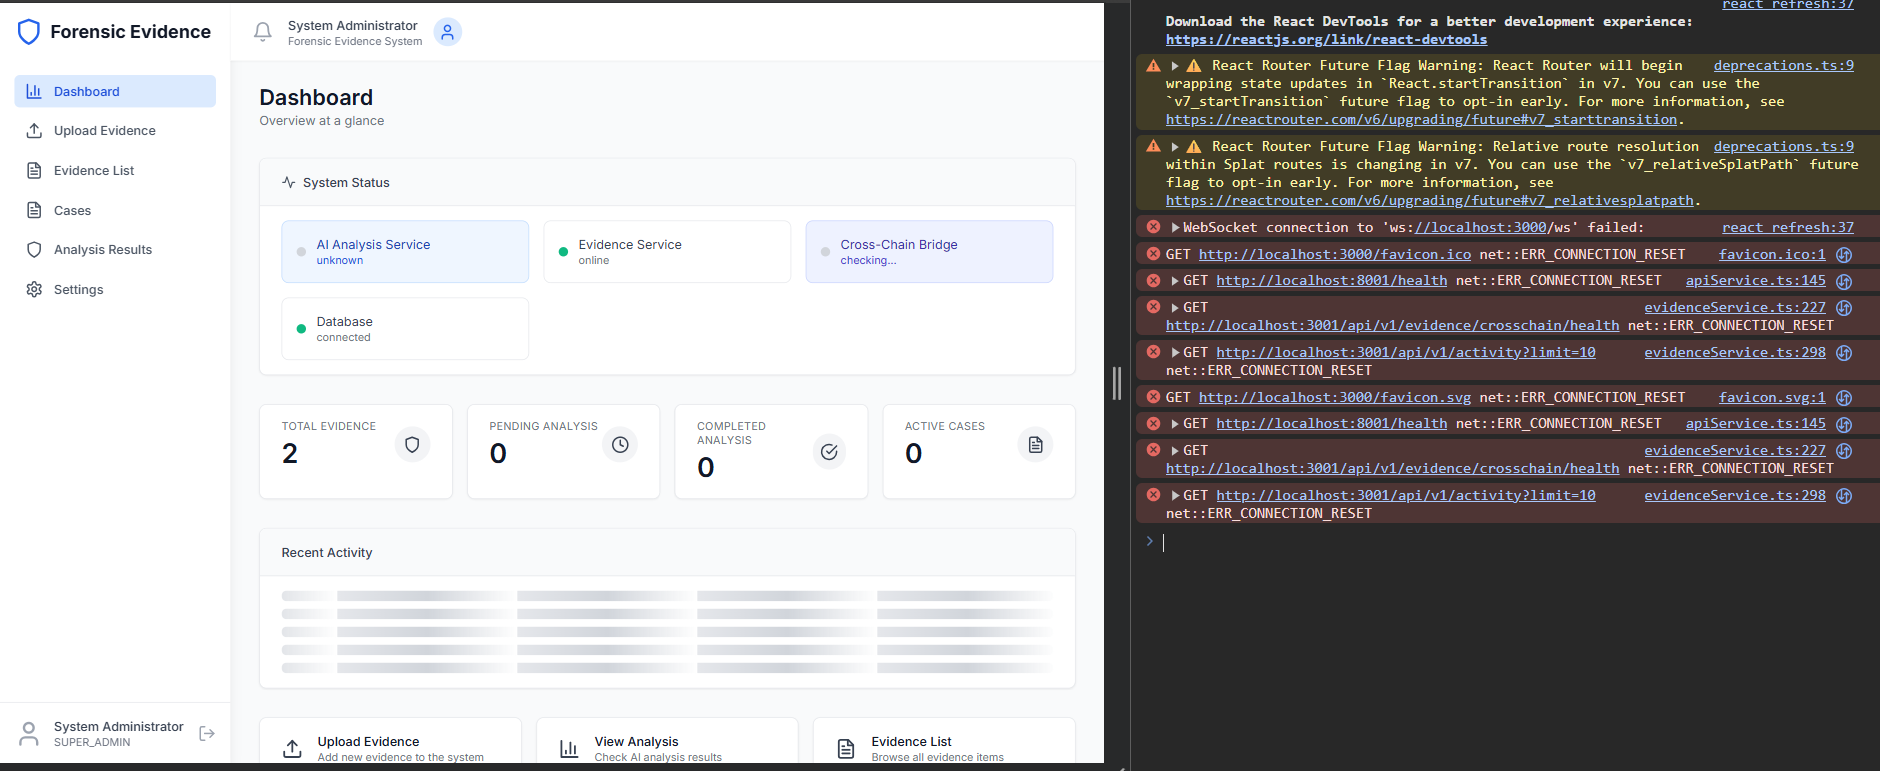 Forensic Evidence
Dashboard
Upload Evidence
Evidence List
Cases
Analysis Results
Settings
System Administrator
SUPER_ADMIN
System Administrator
Forensic Evidence System
Dashboard
Overview at a glance
System Status
AI Analysis Service
unknown
Evidence Service
online
Cross-Chain Bridge
checking...
Database
connected
TOTAL EVIDENCE
2
PENDING ANALYSIS
0
COMPLETED
ANALYSIS
0
ACTIVE CASES
0
Recent Activity
Upload Evidence
Add new evidence to the system
View Analysis
Check AI analysis results
Evidence List
Browse all evidence items
react refresh:37
Download the React DevTools for a better development experience:
https://reactjs.org/link/react-devtools
React Router Future Flag Warning: React Router will begin deprecations.ts:9
wrapping state updates in `React.startTransition` in v7. You can use the
`v7_startTransition` future flag to opt-in early. For more information, see
https://reactrouter.com/v6/upgrading/future#v7_starttransition.
React Router Future Flag Warning: Relative route resolution deprecations.ts:9
within Splat routes is changing in v7. You can use the `v7_relativeSplatPath` future
flag to opt-in early. For more information, see
https://reactrouter.com/v6/upgrading/future#v7_relativesplatpath.
WebSocket connection to 'ws://localhost:3000/ws' failed: react refresh:37
GET http://localhost:3000/favicon.ico net::ERR_CONNECTION_RESET favicon.ico:1
GET http://localhost:8001/health net::ERR_CONNECTION_RESET apiService.ts:145
GET evidenceService.ts:227
http://localhost:3001/api/v1/evidence/crosschain/health net::ERR_CONNECTION_RESET
GET http://localhost:3001/api/v1/activity?limit=10 evidenceService.ts:298
net::ERR_CONNECTION_RESET
GET http://localhost:3000/favicon.svg net::ERR_CONNECTION_RESET favicon.svg:1
GET http://localhost:8001/health net::ERR_CONNECTION_RESET apiService.ts:145
GET evidenceService.ts:227
http://localhost:3001/api/v1/evidence/crosschain/health net::ERR_CONNECTION_RESET
GET http://localhost:3001/api/v1/activity?limit=10 evidenceService.ts:298
net::ERR_CONNECTION_RESET